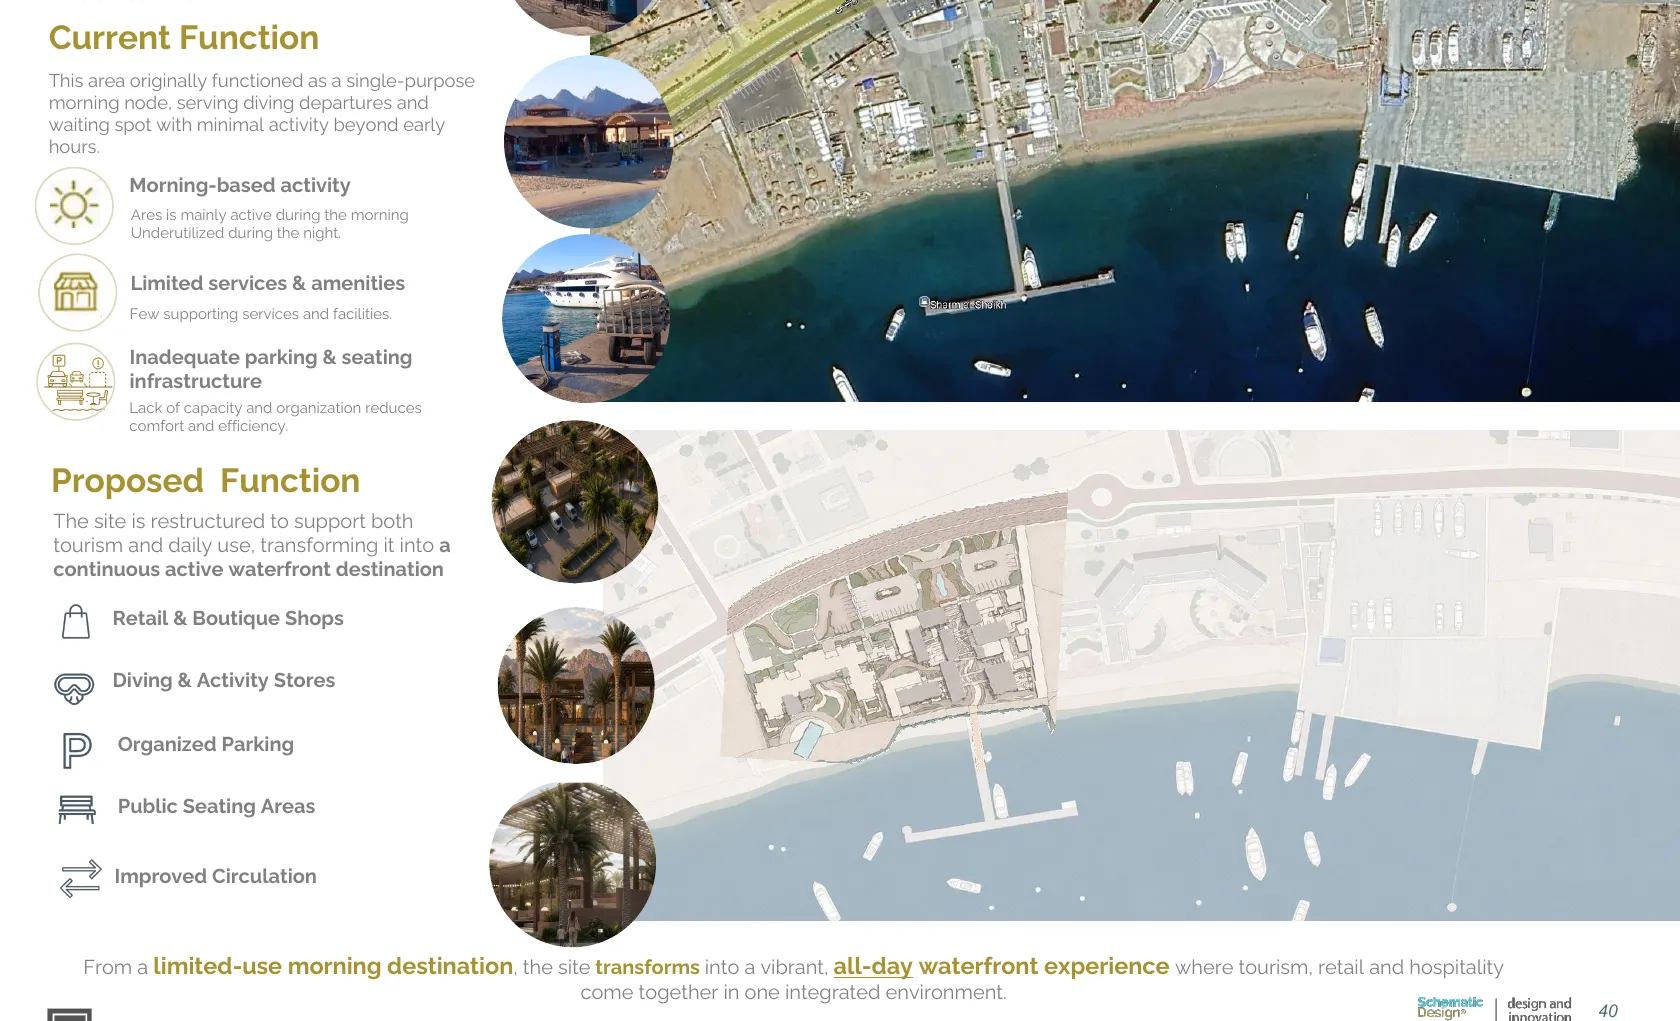 Current Function
This area originally functioned as a single-purpose
morning node, serving diving departures and
waiting spot with minimal activity beyond early
hours.
Morning-based activity
Ares is mainly active during the morning
Underutilized during the night.
Limited services & amenities
Few supporting services and facilities.
Inadequate parking & seating
infrastructure
Lack of capacity and organization reduces
comfort and efficiency.
Sharm el Sheikh
Proposed Function
The site is restructured to support both
tourism and daily use, transforming it into a
continuous active waterfront destination
Retail & Boutique Shops
Diving & Activity Stores
Organized Parking
Public Seating Areas
Improved Circulation
From a limited-use morning destination, the site transforms into a vibrant, all-day waterfront experience where tourism, retail and hospitality
come together in one integrated environment.
Schematic
Design®
design and
innovation
40